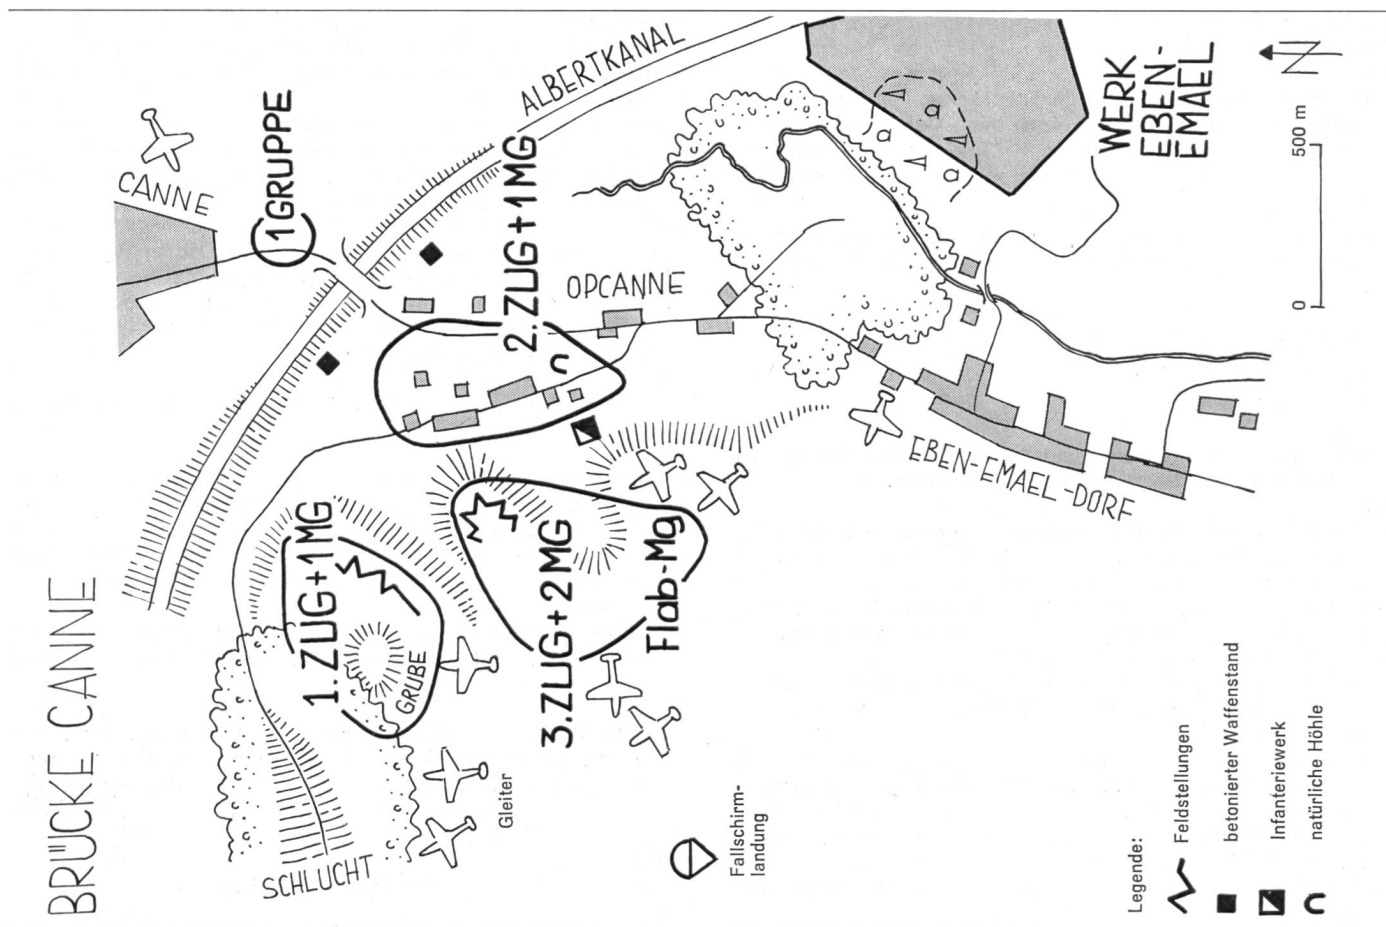 BRÜCKE CANNE
CANNE
1 GRUPPE
ALBERTKANAL
2. ZUG + 1 MG
OPCANNE
WERK
EBEN-
EMAEL
N
500 m
0
EBEN-EMAEL-DORF
1. ZUG + 1 MG
GRUBE
3. ZUG + 2 MG
Flab-Mg
SCHLUCHT
Gleiter
Fallschirm-
landung
Legende:
Feldstellungen
betonierter Waffenstand
Infanteriewerk
natürliche Höhle